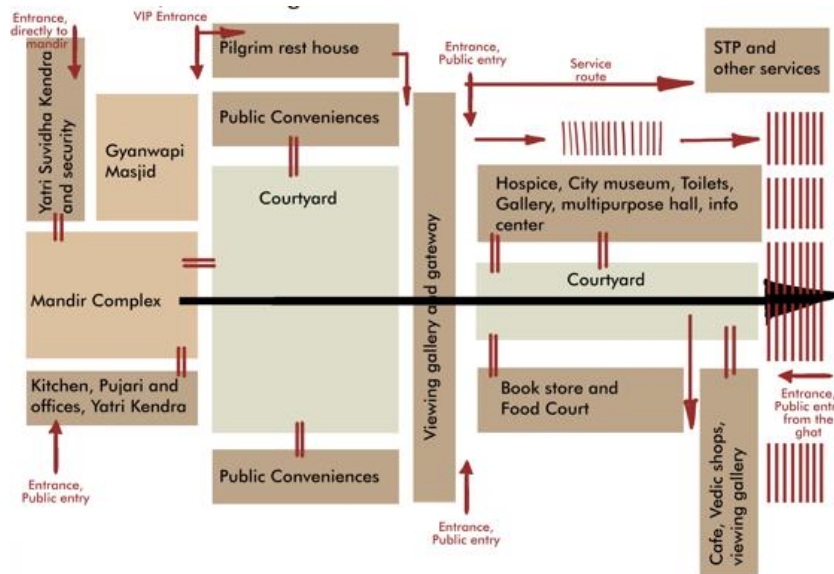 Entrance,
directly to
mandir
VIP Entrance
Pilgrim rest house
Entrance,
Public entry
Service
route
STP and
other services
Yatri Suvidha Kendra
and security
Gyanwapi
Masjid
Public Conveniences
Courtyard
Viewing gallery and gateway
Hospice, City museum, Toilets,
Gallery, multipurpose hall, info
center
Courtyard
Mandir Complex
Kitchen, Pujari and
offices, Yatri Kendra
Book store and
Food Court
Cafe, Vedic shops,
viewing gallery
Entrance,
Public entry
from the
ghat
Public Conveniences
Entrance,
Public entry
Entrance,
Public entry